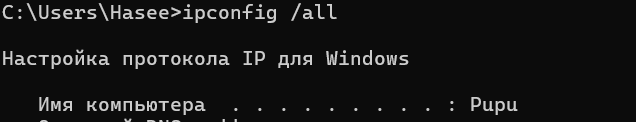 C:\Users\Hasee>ipconfig /all
Настройка протокола IP для Windows
Имя компьютера . . . . . . . . . : Pupu